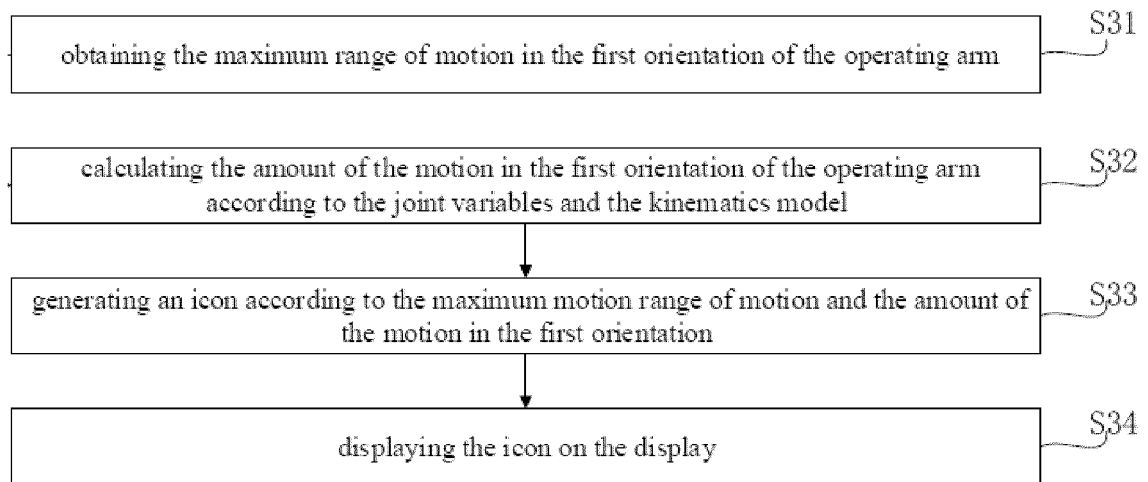 S31
obtaining the maximum range of motion in the first orientation of the operating arm
S32
calculating the amount of the motion in the first orientation of the operating arm
according to the joint variables and the kinematics model
S33
generating an icon according to the maximum motion range of motion and the amount of
the motion in the first orientation
S34
displaying the icon on the display